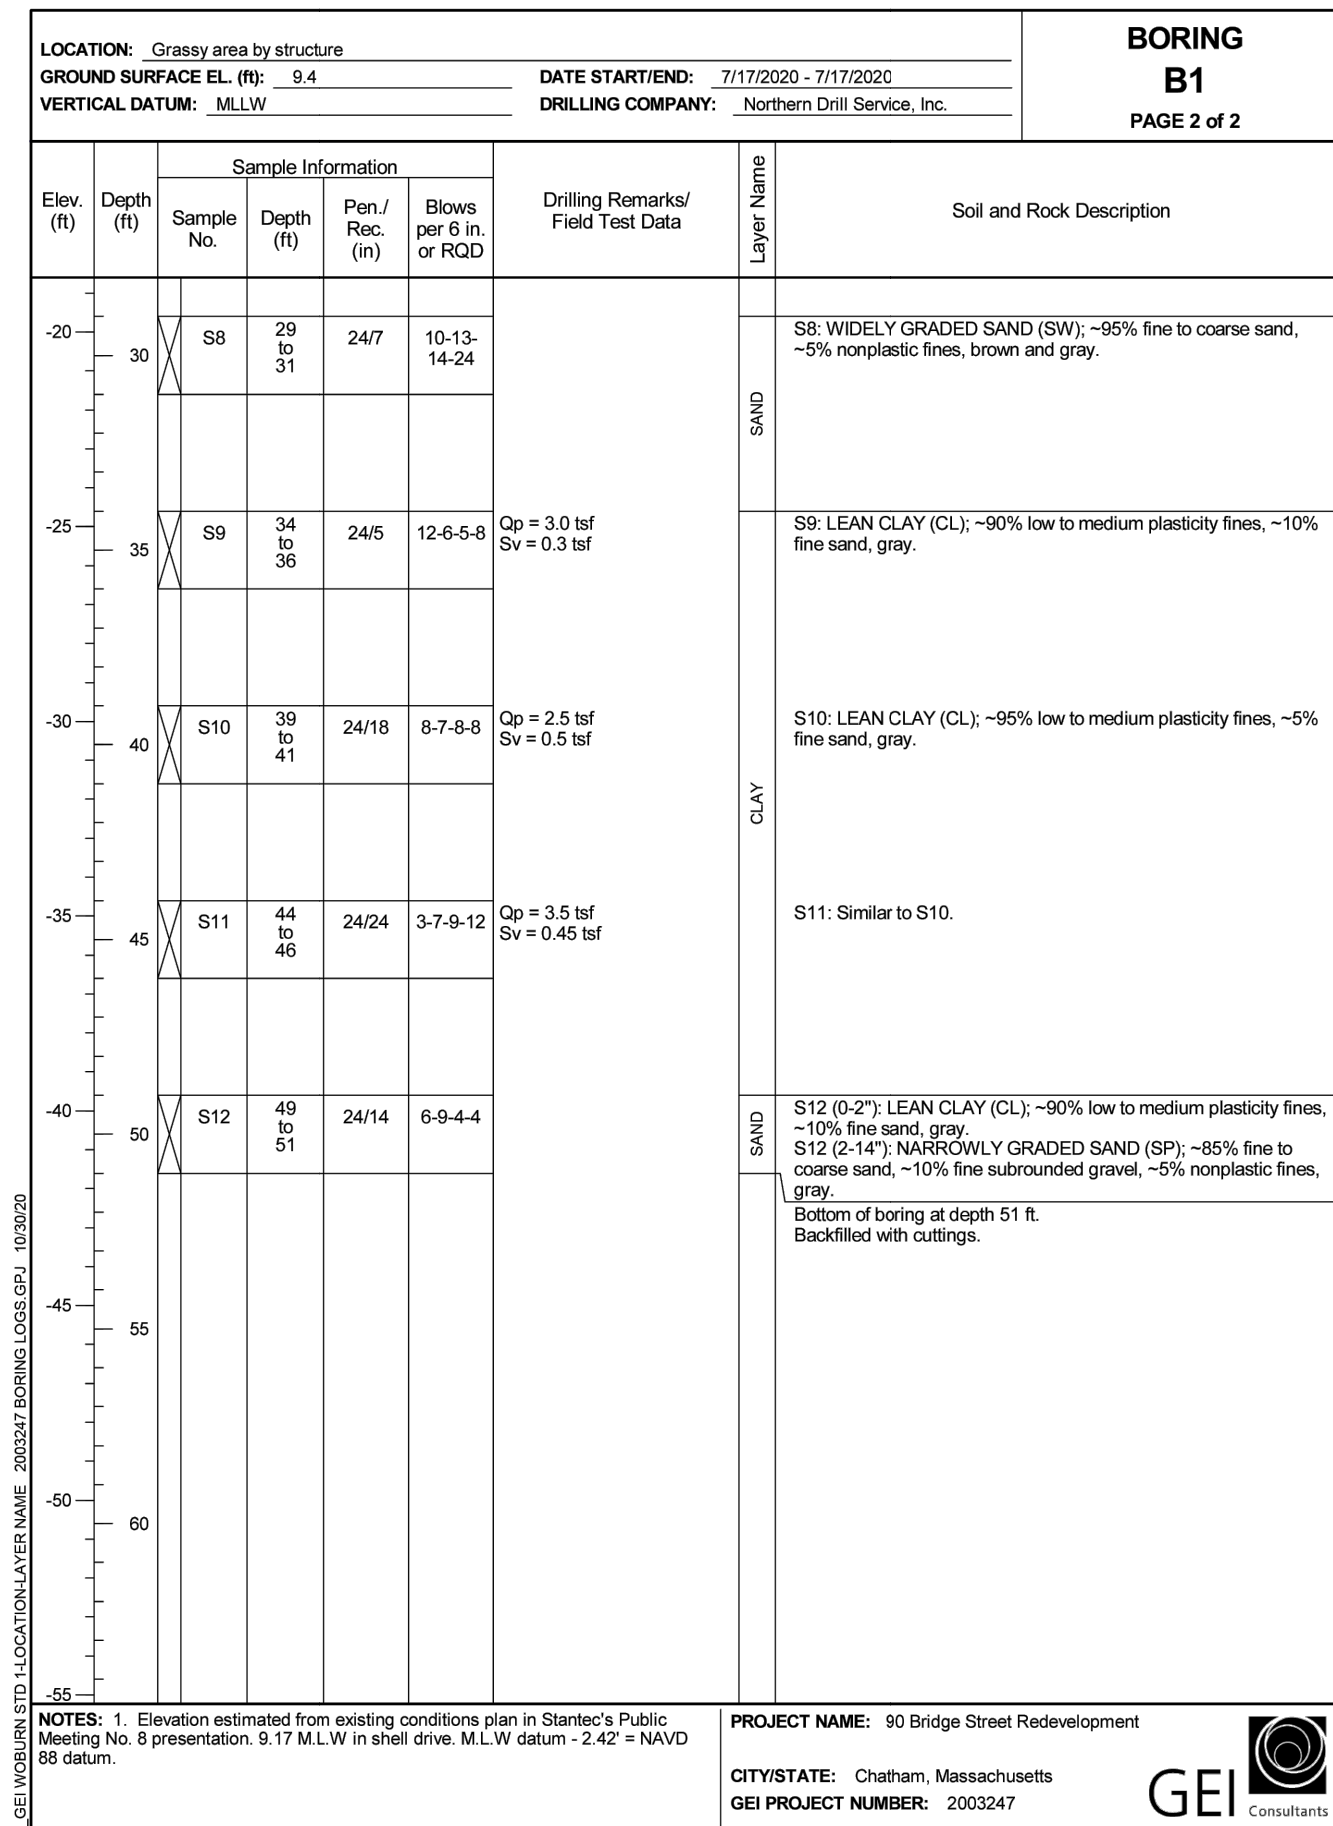 LOCATION: Grassy area by structure
GROUND SURFACE EL. (ft): 9.4
VERTICAL DATUM: MLLW
DATE START/END: 7/17/2020 - 7/17/2020
DRILLING COMPANY: Northern Drill Service, Inc.
BORING
B1
PAGE 2 of 2
Elev.
(ft)
Depth
(ft)
Sample Information
Sample
No.
Depth
(ft)
Pen./
Rec.
(in)
Blows
per 6 in.
or RQD
Drilling Remarks/
Field Test Data
Layer Name
Soil and Rock Description
-20
30
S8
29
to
31
24/7
10-13-
14-24
SAND
S8: WIDELY GRADED SAND (SW); ~95% fine to coarse sand,
~5% nonplastic fines, brown and gray.
-25
35
S9
34
to
36
24/5
12-6-5-8
Qp = 3.0 tsf
Sv = 0.3 tsf
S9: LEAN CLAY (CL); ~90% low to medium plasticity fines, ~10%
fine sand, gray.
-30
40
S10
39
to
41
24/18
8-7-8-8
Qp = 2.5 tsf
Sv = 0.5 tsf
CLAY
S10: LEAN CLAY (CL); ~95% low to medium plasticity fines, ~5%
fine sand, gray.
-35
45
S11
44
to
46
24/24
3-7-9-12
Qp = 3.5 tsf
Sv = 0.45 tsf
S11: Similar to S10.
-40
50
S12
49
to
51
24/14
6-9-4-4
SAND
S12 (0-2"): LEAN CLAY (CL); ~90% low to medium plasticity fines,
~10% fine sand, gray.
S12 (2-14"): NARROWLY GRADED SAND (SP); ~85% fine to
coarse sand, ~10% fine subrounded gravel, ~5% nonplastic fines,
gray.
Bottom of boring at depth 51 ft.
Backfilled with cuttings.
-45
55
-50
60
-55
GEI WOBURN STD 1-LOCATION-LAYER NAME 2003247 BORING LOGS.GPJ 10/30/20
NOTES: 1. Elevation estimated from existing conditions plan in Stantec's Public
Meeting No. 8 presentation. 9.17 M.L.W in shell drive. M.L.W datum - 2.42' = NAVD
88 datum.
PROJECT NAME: 90 Bridge Street Redevelopment
CITY/STATE: Chatham, Massachusetts
GEI PROJECT NUMBER: 2003247
GEI
Consultants